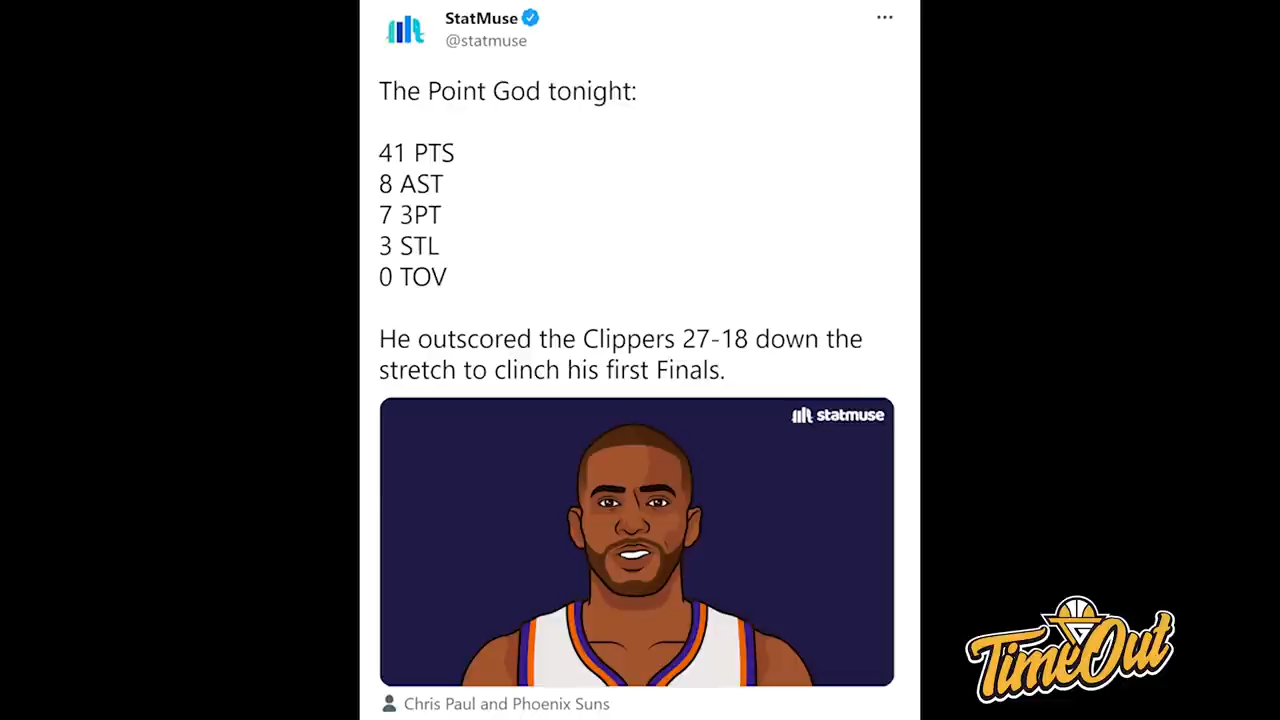 StatMuse
@statmuse
The Point God tonight:
41 PTS
8 AST
7 3PT
3 STL
0 TOV
He outscored the Clippers 27-18 down the
stretch to clinch his first Finals.
statmuse
Chris Paul and Phoenix Suns
TimeOut